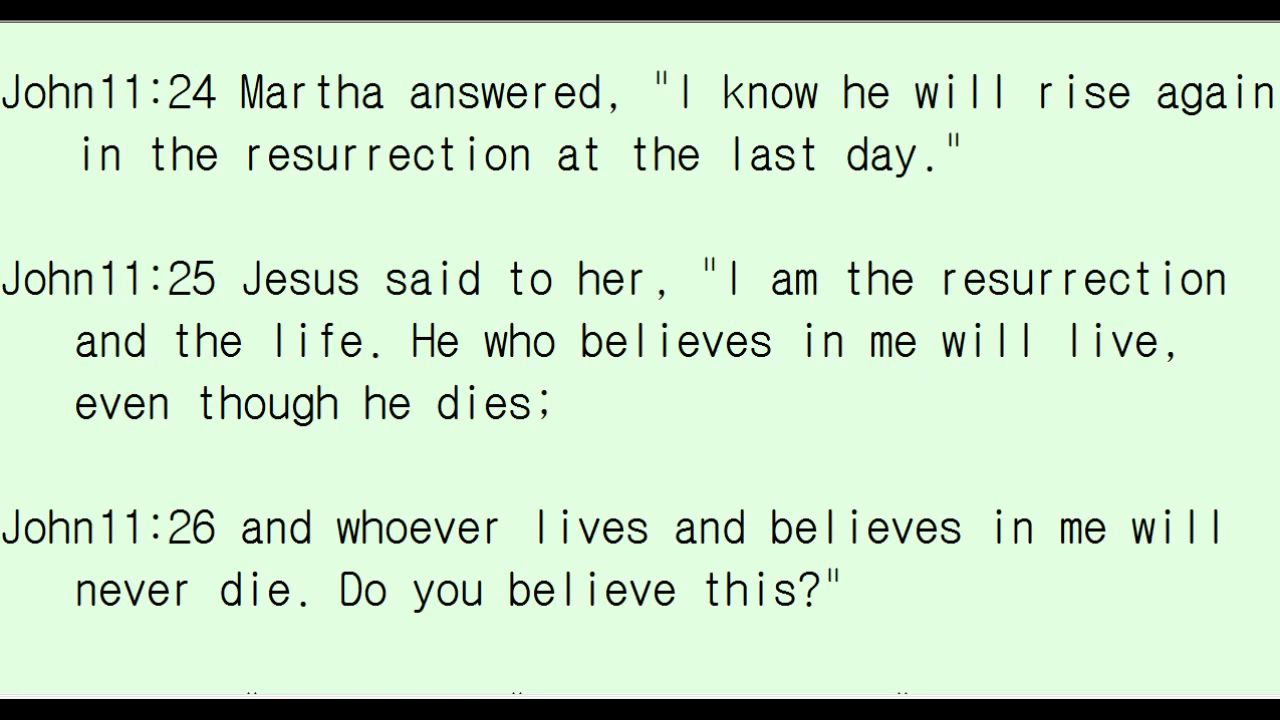 John11:24 Martha answered, "I know he will rise again
in the resurrection at the last day."
John11:25 Jesus said to her, "I am the resurrection
and the life. He who believes in me will live,
even though he dies;
John11:26 and whoever lives and believes in me will
never die. Do you believe this?"